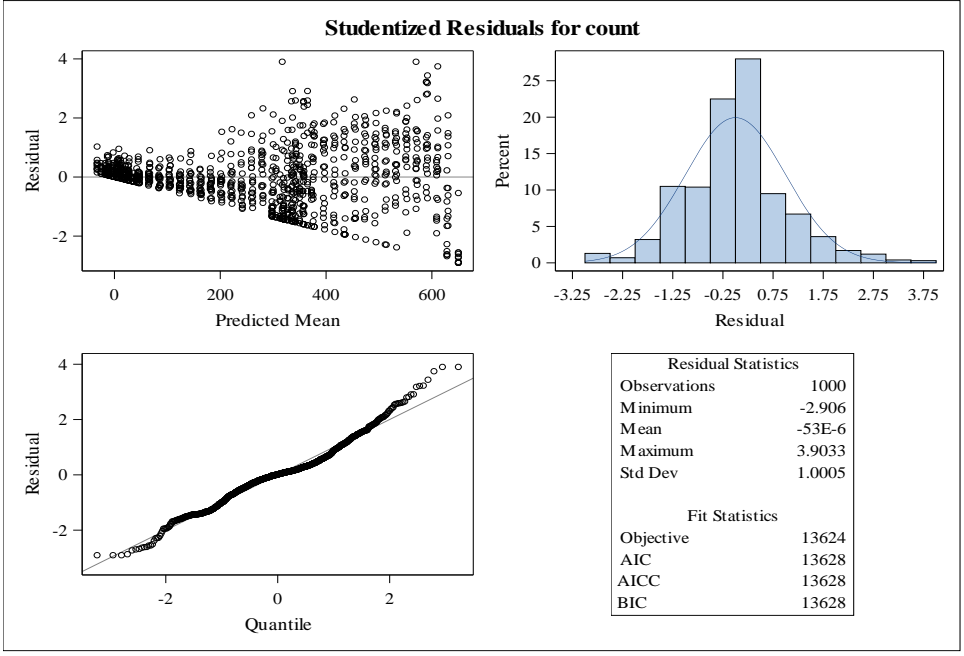 Studentized Residuals for count
4
2
0
-2
Residual
0 200 400 600
Predicted Mean
25
20
15
10
5
0
Percent
-3.25 -2.25 -1.25 -0.25 0.75 1.75 2.75 3.75
Residual
4
2
0
-2
Residual
-2 0 2
Quantile
Residual Statistics
Observations 1000
Minimum -2.906
Mean -53E-6
Maximum 3.9033
Std Dev 1.0005
Fit Statistics
Objective 13624
AIC 13628
AICC 13628
BIC 13628